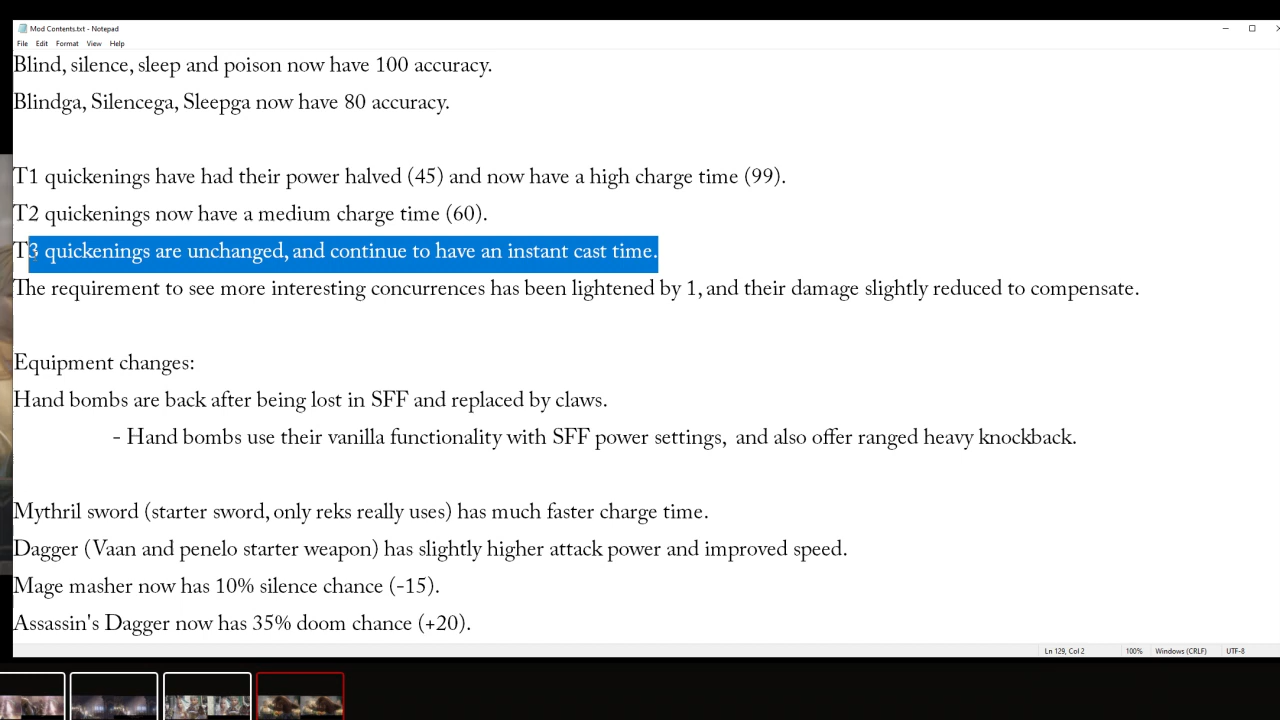 Mod Contents.txt - Notepad
File Edit Format View Help
Blind, silence, sleep and poison now have 100 accuracy.
Blindga, Silencega, Sleepga now have 80 accuracy.
T1 quickenings have had their power halved (45) and now have a high charge time (99).
T2 quickenings now have a medium charge time (60).
T3 quickenings are unchanged, and continue to have an instant cast time.
The requirement to see more interesting concurrences has been lightened by 1, and their damage slightly reduced to compensate.
Equipment changes:
Hand bombs are back after being lost in SFF and replaced by claws.
- Hand bombs use their vanilla functionality with SFF power settings, and also offer ranged heavy knockback.
Mythril sword (starter sword, only reks really uses) has much faster charge time.
Dagger (Vaan and penelo starter weapon) has slightly higher attack power and improved speed.
Mage masher now has 10% silence chance (-15).
Assassin's Dagger now has 35% doom chance (+20).
Ln 129, Col 2 100% Windows (CRLF) UTF-8